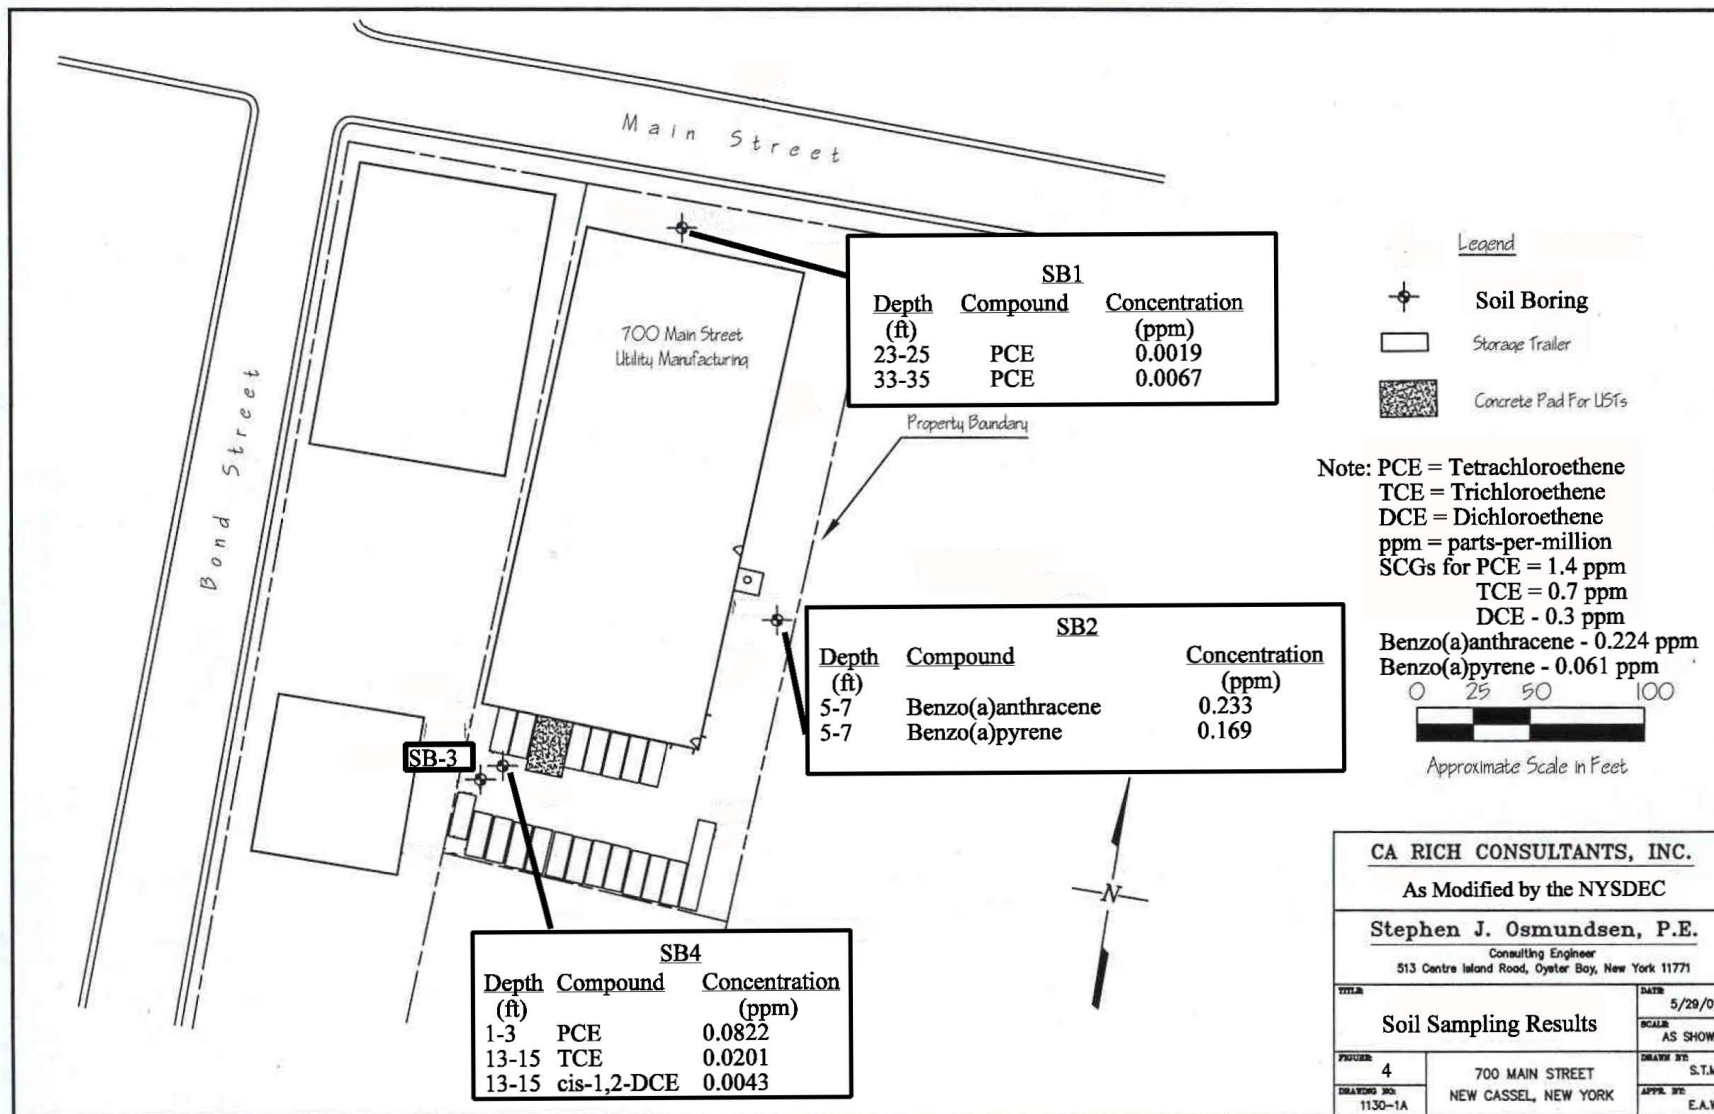 Main Street
Bond Street
700 Main Street
Utility Manufacturing
SB1
Depth Compound Concentration
(ft) (ppm)
23-25 PCE 0.0019
33-35 PCE 0.0067
Property Boundary
SB2
Depth Compound Concentration
(ft) (ppm)
5-7 Benzo(a)anthracene 0.233
5-7 Benzo(a)pyrene 0.169
SB-3
SB4
Depth Compound Concentration
(ft) (ppm)
1-3 PCE 0.0822
13-15 TCE 0.0201
13-15 cis-1,2-DCE 0.0043
N
Legend
Soil Boring
Storage Trailer
Concrete Pad For USTs
Note: PCE = Tetrachloroethene
TCE = Trichloroethene
DCE = Dichloroethene
ppm = parts-per-million
SCGs for PCE = 1.4 ppm
TCE = 0.7 ppm
DCE - 0.3 ppm
Benzo(a)anthracene - 0.224 ppm
Benzo(a)pyrene - 0.061 ppm
0 25 50 100
Approximate Scale in Feet
CA RICH CONSULTANTS, INC.
As Modified by the NYSDEC
Stephen J. Osmundsen, P.E.
Consulting Engineer
513 Centre Island Road, Oyster Bay, New York 11771
TITLE:
Soil Sampling Results
DATE:
5/29/0
SCALE:
AS SHOW
FIGURE:
4
DRAWING NO:
1130-1A
700 MAIN STREET
NEW CASSEL, NEW YORK
DRAWN BY:
S.T.M
APPR. BY:
E.A.W